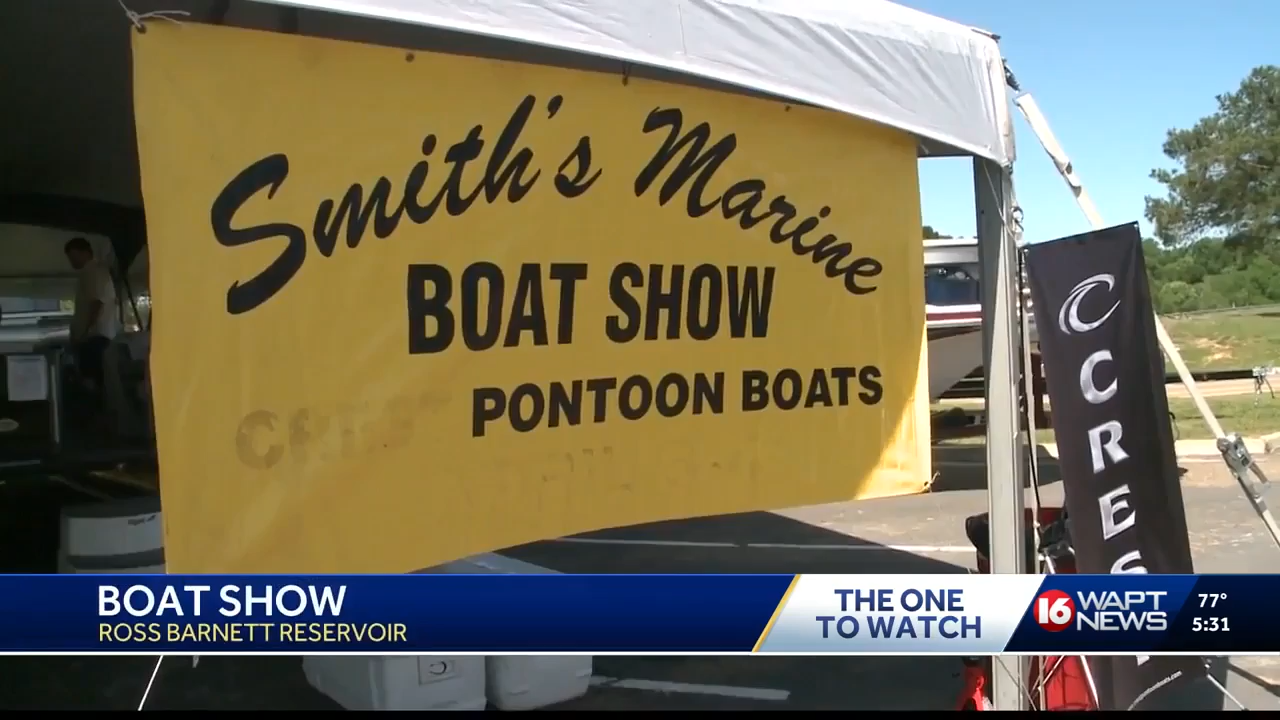 Smith's Marine
BOAT SHOW
PONTOON BOATS
CRES
BOAT SHOW
ROSS BARNETT RESERVOIR
THE ONE
TO WATCH
16 WAPT
NEWS
77°
5:31